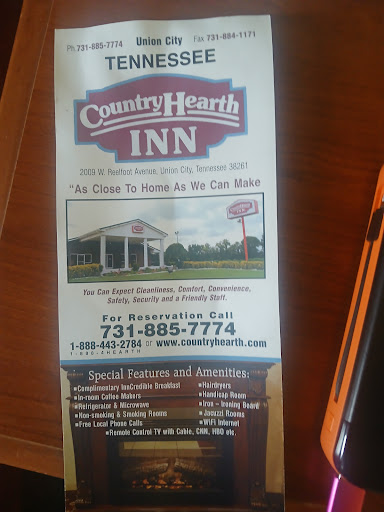 Union City
Ph.731-885-7774 Fax 731-884-1171
TENNESSEE
Country Hearth
INN
2009 W. Reelfoot Avenue, Union City, Tennessee 38261
"As Close To Home As We Can Make
You Can Expect Cleanliness, Comfort, Convenience,
Safety, Security and a Friendly Staff.
For Reservation Call
731-885-7774
1-888-443-2784 or www.countryhearth.com
1-888-4HEARTH
Special Features and Amenities:
•Complimentary InnCredible Breakfast
•In-room Coffee Makers
•Refrigerator & Microwave
•Non-smoking & Smoking Rooms
•Free Local Phone Calls
•Hairdryers
•Handicap Room
•Iron - Ironing Board
•Jacuzzi Rooms
•WiFi Internet
•Remote Control TV with Cable, CNN, HBO etc.